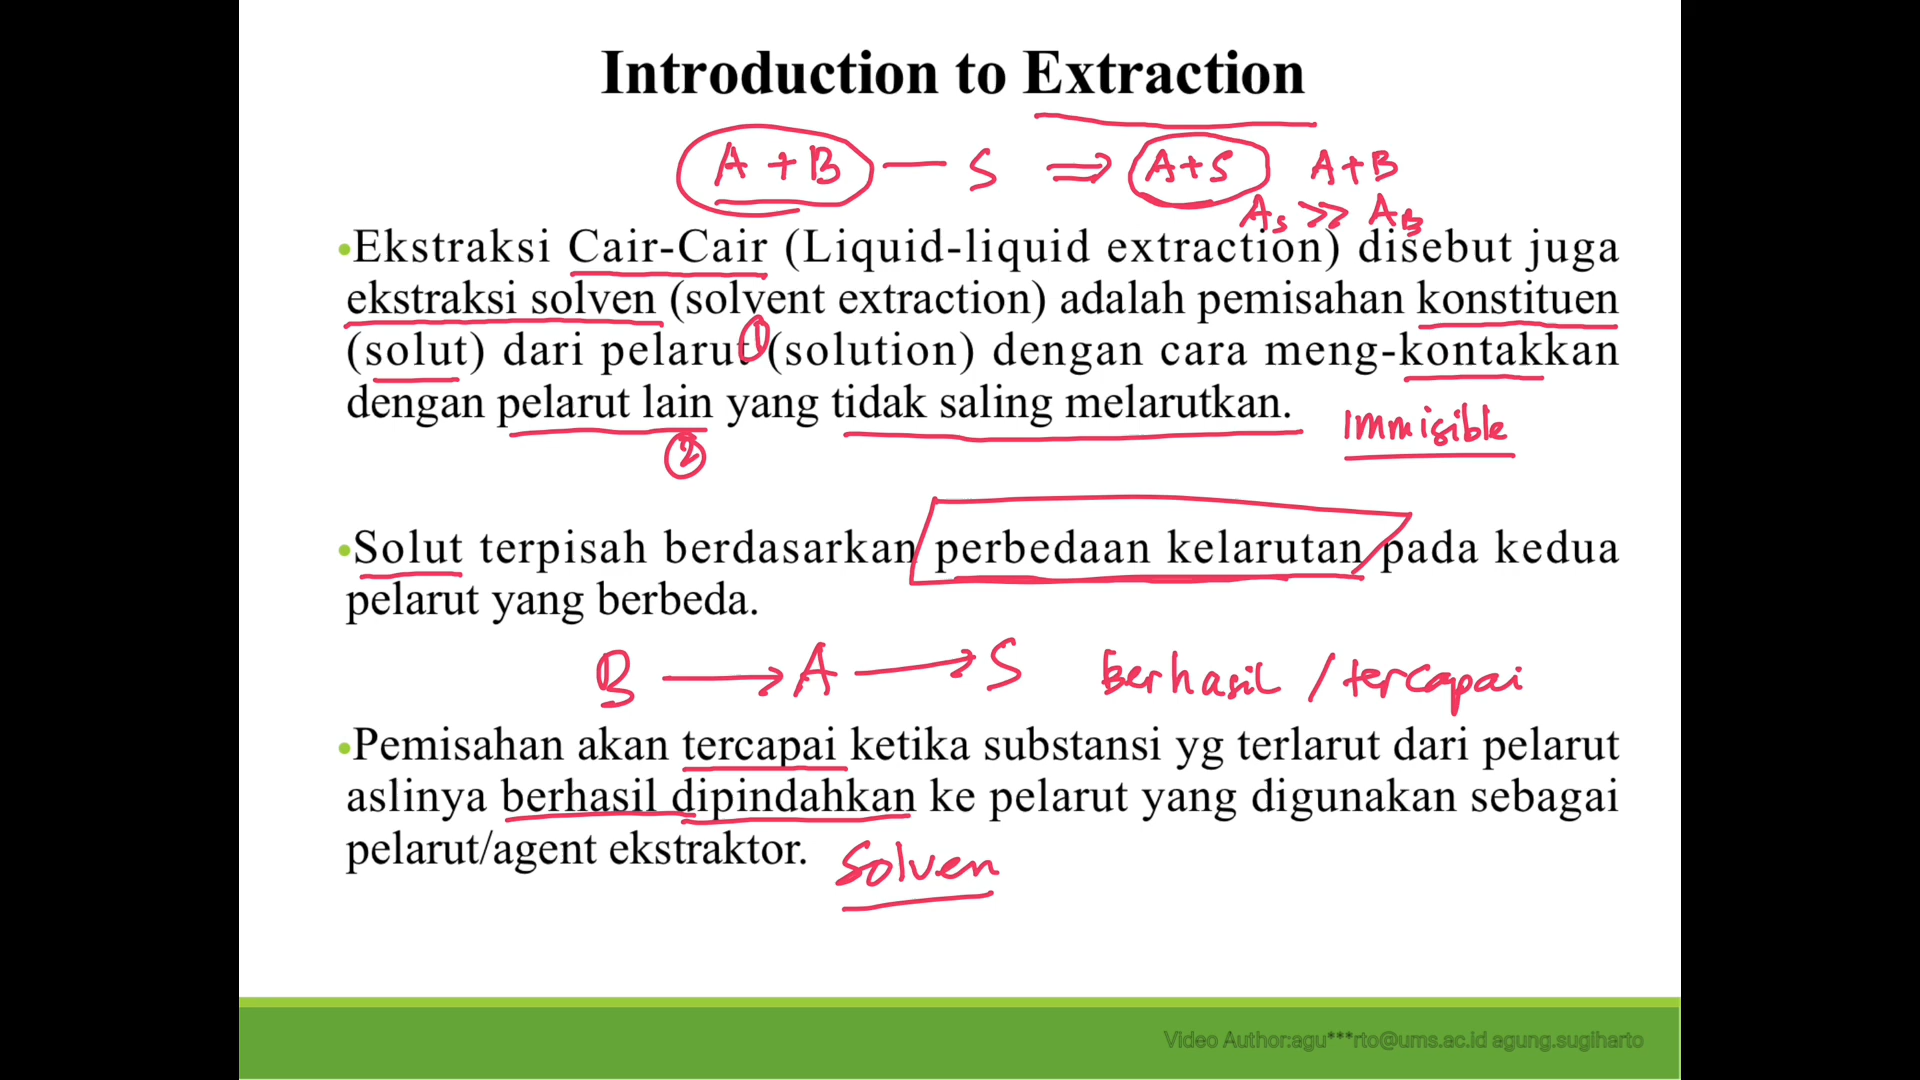 Introduction to Extraction
A + B — S ⇒ A+S A+B
As >> AB
•Ekstraksi Cair-Cair (Liquid-liquid extraction) disebut juga
ekstraksi solven (solvent extraction) adalah pemisahan konstituen
(solut) dari pelarut ① (solution) dengan cara meng-kontakkan
dengan pelarut lain yang tidak saling melarutkan. Immisible
②
•Solut terpisah berdasarkan perbedaan kelarutan pada kedua
pelarut yang berbeda.
B → A → S Berhasil / tercapai
•Pemisahan akan tercapai ketika substansi yg terlarut dari pelarut
aslinya berhasil dipindahkan ke pelarut yang digunakan sebagai
pelarut/agent ekstraktor. Solven
Video Author:agu***rto@ums.ac.id agung.sugiharto